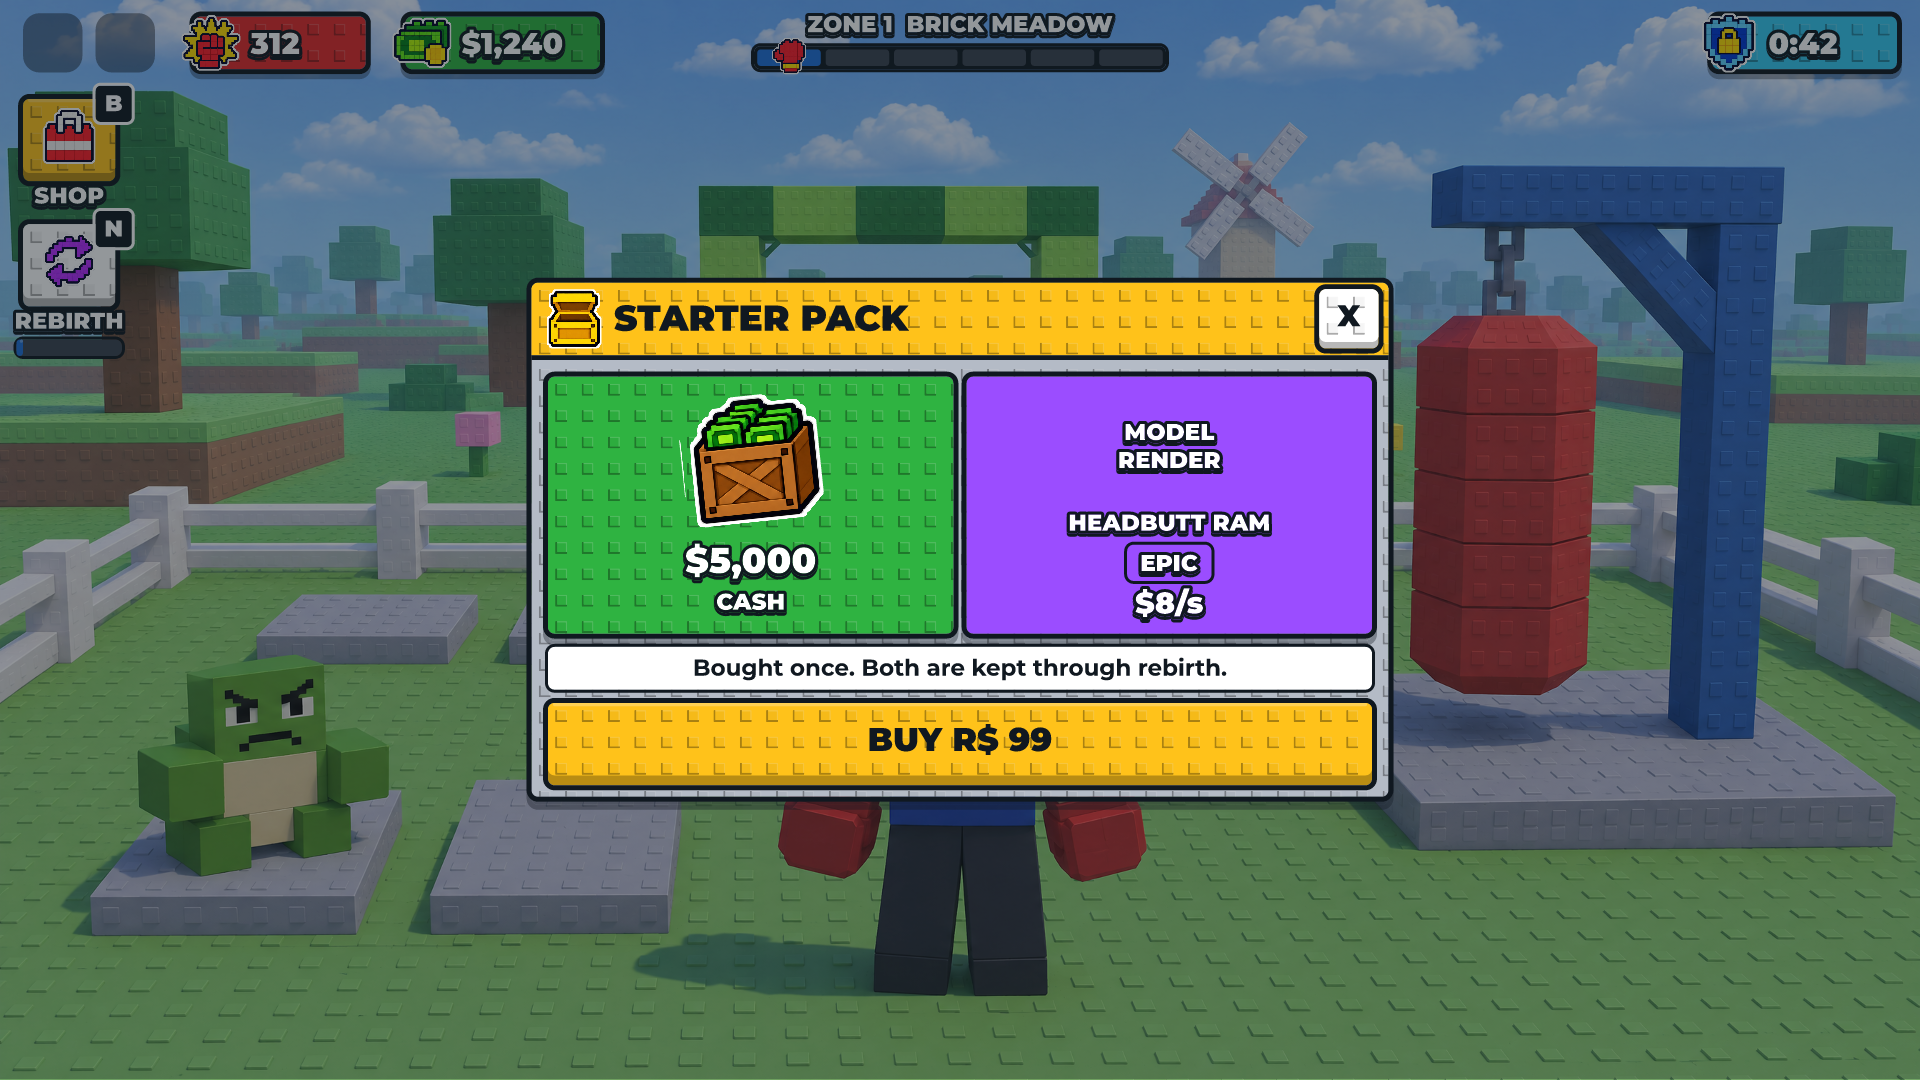 312
$1,240
ZONE 1 BRICK MEADOW
0:42
B
SHOP
N
REBIRTH
STARTER PACK
X
$5,000
CASH
MODEL
RENDER
HEADBUTT RAM
EPIC
$8/s
Bought once. Both are kept through rebirth.
BUY R$ 99